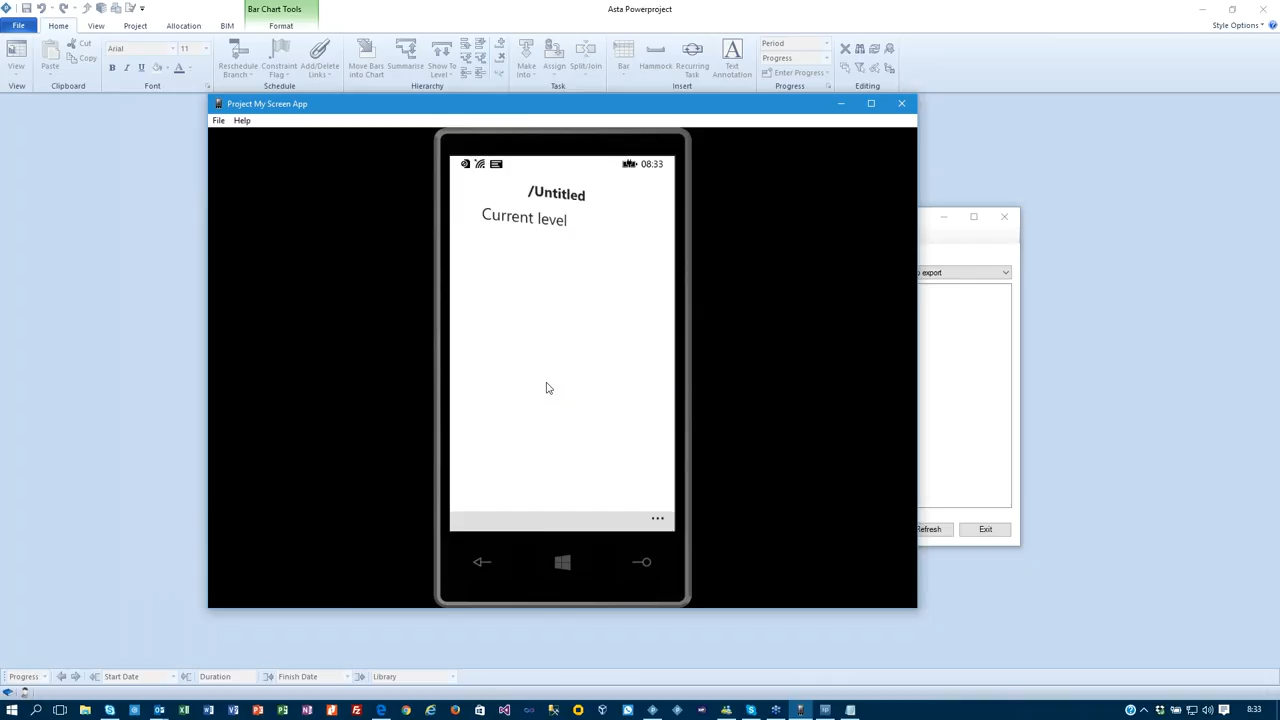 Bar Chart Tools
Asta Powerproject
File Home View Project Allocation BIM Format
Style Options
Cut
Copy
Arial 11
Period
Progress
Enter Progress
View Paste
B I U A
Reschedule Branch Constraint Flag Add/Delete Links
Move Bars into Chart Summarise Show To Level
Make Into Assign Split/Join
Bar Hammock Recurring Task Text Annotation
View Clipboard Font Schedule Hierarchy Task Insert Progress Editing
Project My Screen App
File Help
08:33
/Untitled
Current level
export
Refresh Exit
Progress Start Date Duration Finish Date Library
8:33